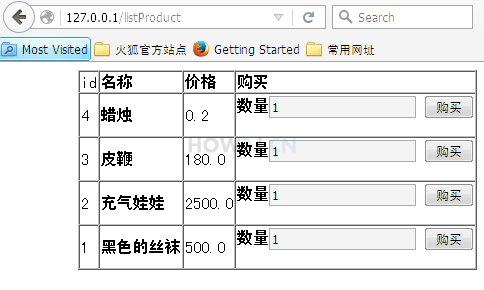 127.0.0.1/listProduct
Search
Most Visited 火狐官方站点 Getting Started 常用网址
id 名称 价格 购买
4 蜡烛 0.2 数量 1 购买
3 皮鞭 180.0 数量 1 购买
2 充气娃娃 2500.0 数量 1 购买
1 黑色的丝袜 500.0 数量 1 购买